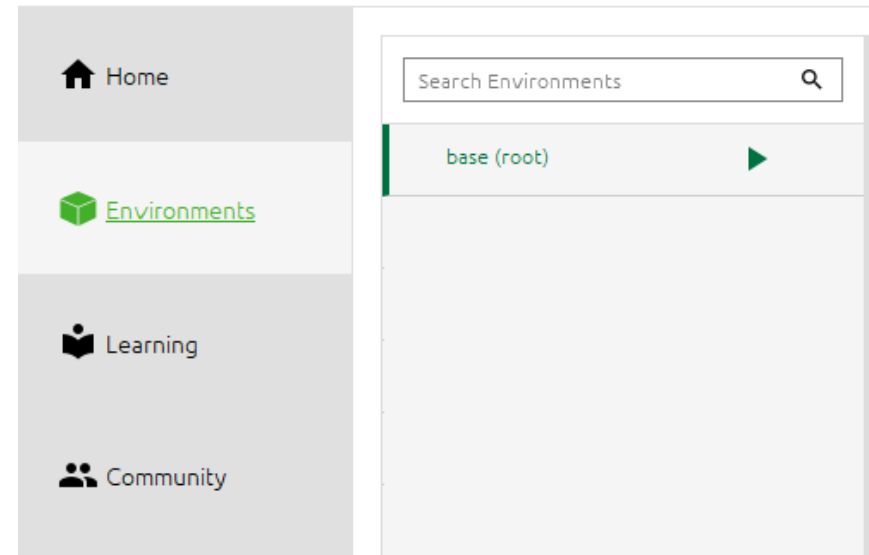 Home
Environments
Learning
Community
Search Environments
base (root)